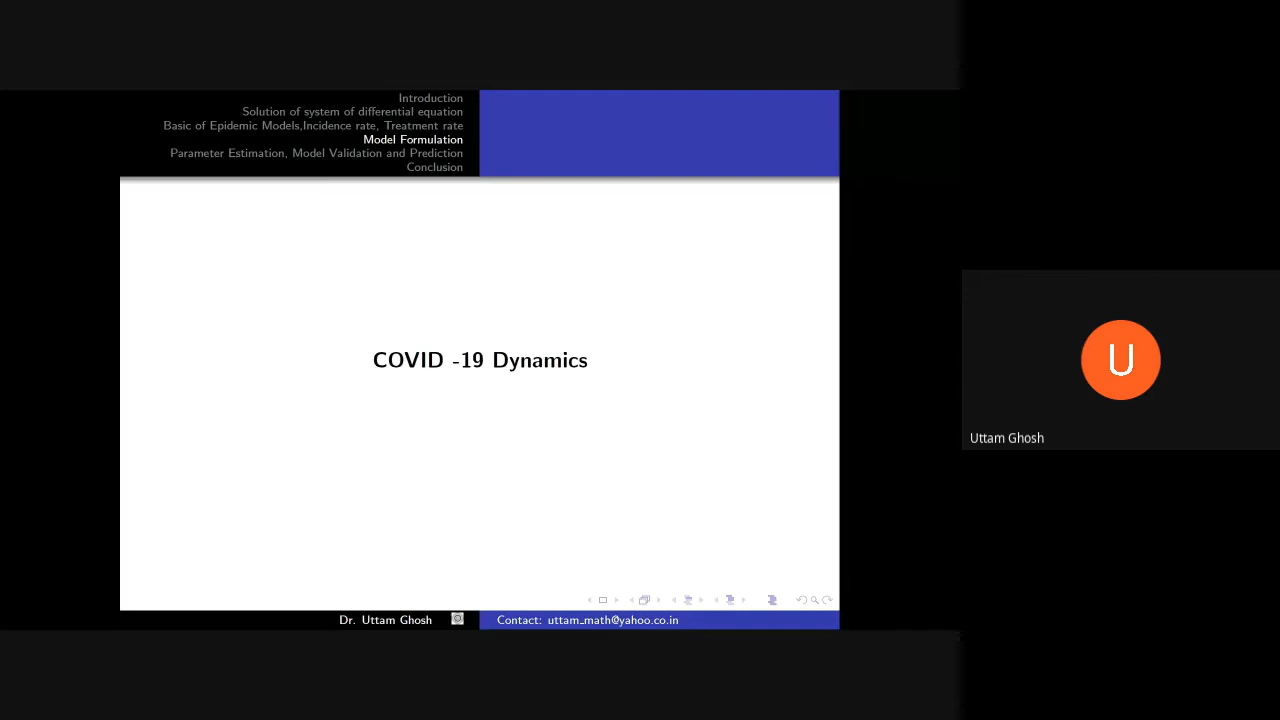 Introduction
Solution of system of differential equation
Basic of Epidemic Models,Incidence rate, Treatment rate
Model Formulation
Parameter Estimation, Model Validation and Prediction
Conclusion
COVID -19 Dynamics
U
Uttam Ghosh
Dr. Uttam Ghosh
Contact: uttam_math@yahoo.co.in